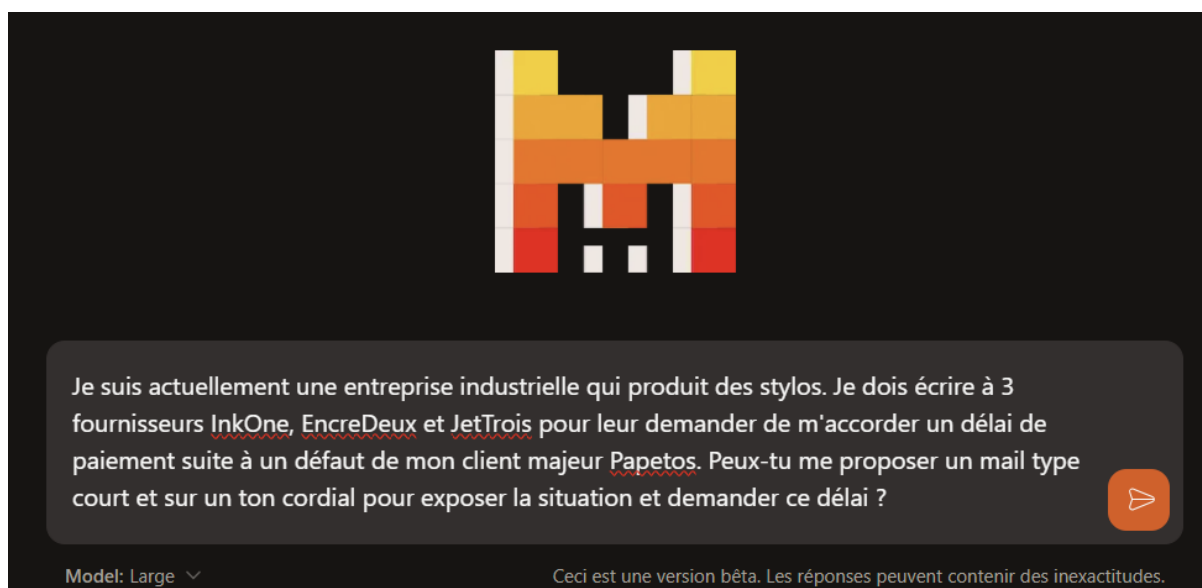 Je suis actuellement une entreprise industrielle qui produit des stylos. Je dois écrire à 3
fournisseurs InkOne, EncreDeux et JetTrois pour leur demander de m'accorder un délai de
paiement suite à un défaut de mon client majeur Papetos. Peux-tu me proposer un mail type
court et sur un ton cordial pour exposer la situation et demander ce délai ?
Model: Large
Ceci est une version bêta. Les réponses peuvent contenir des inexactitudes.